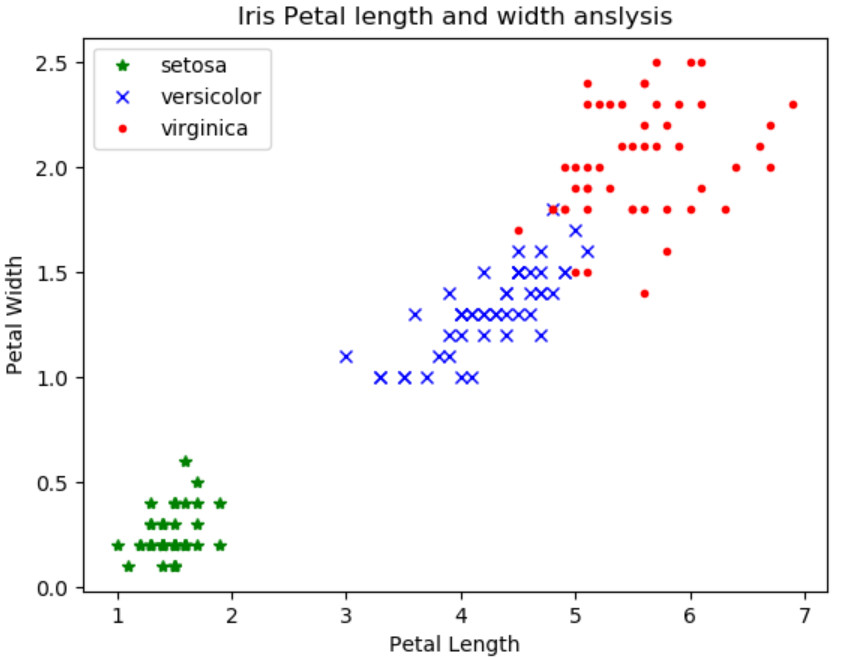 Iris Petal length and width anslysis
setosa
versicolor
virginica
2.5
2.0
1.5
1.0
0.5
0.0
Petal Width
1 2 3 4 5 6 7
Petal Length